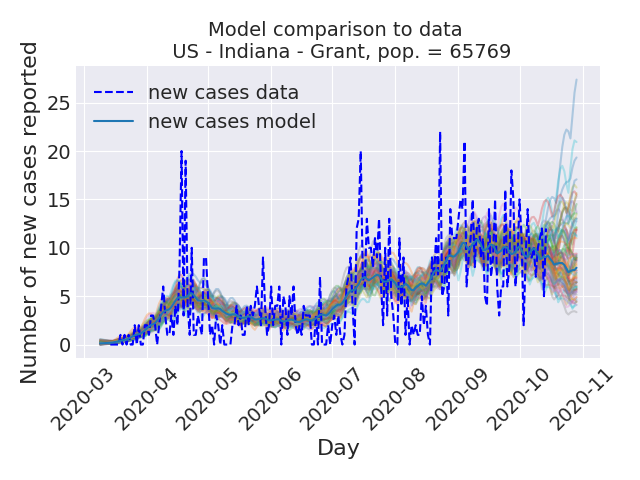 Model comparison to data
US - Indiana - Grant, pop. = 65769
Number of new cases reported
25
20
15
10
5
0
new cases data
new cases model
2020-03
2020-04
2020-05
2020-06
2020-07
2020-08
2020-09
2020-10
2020-11
Day